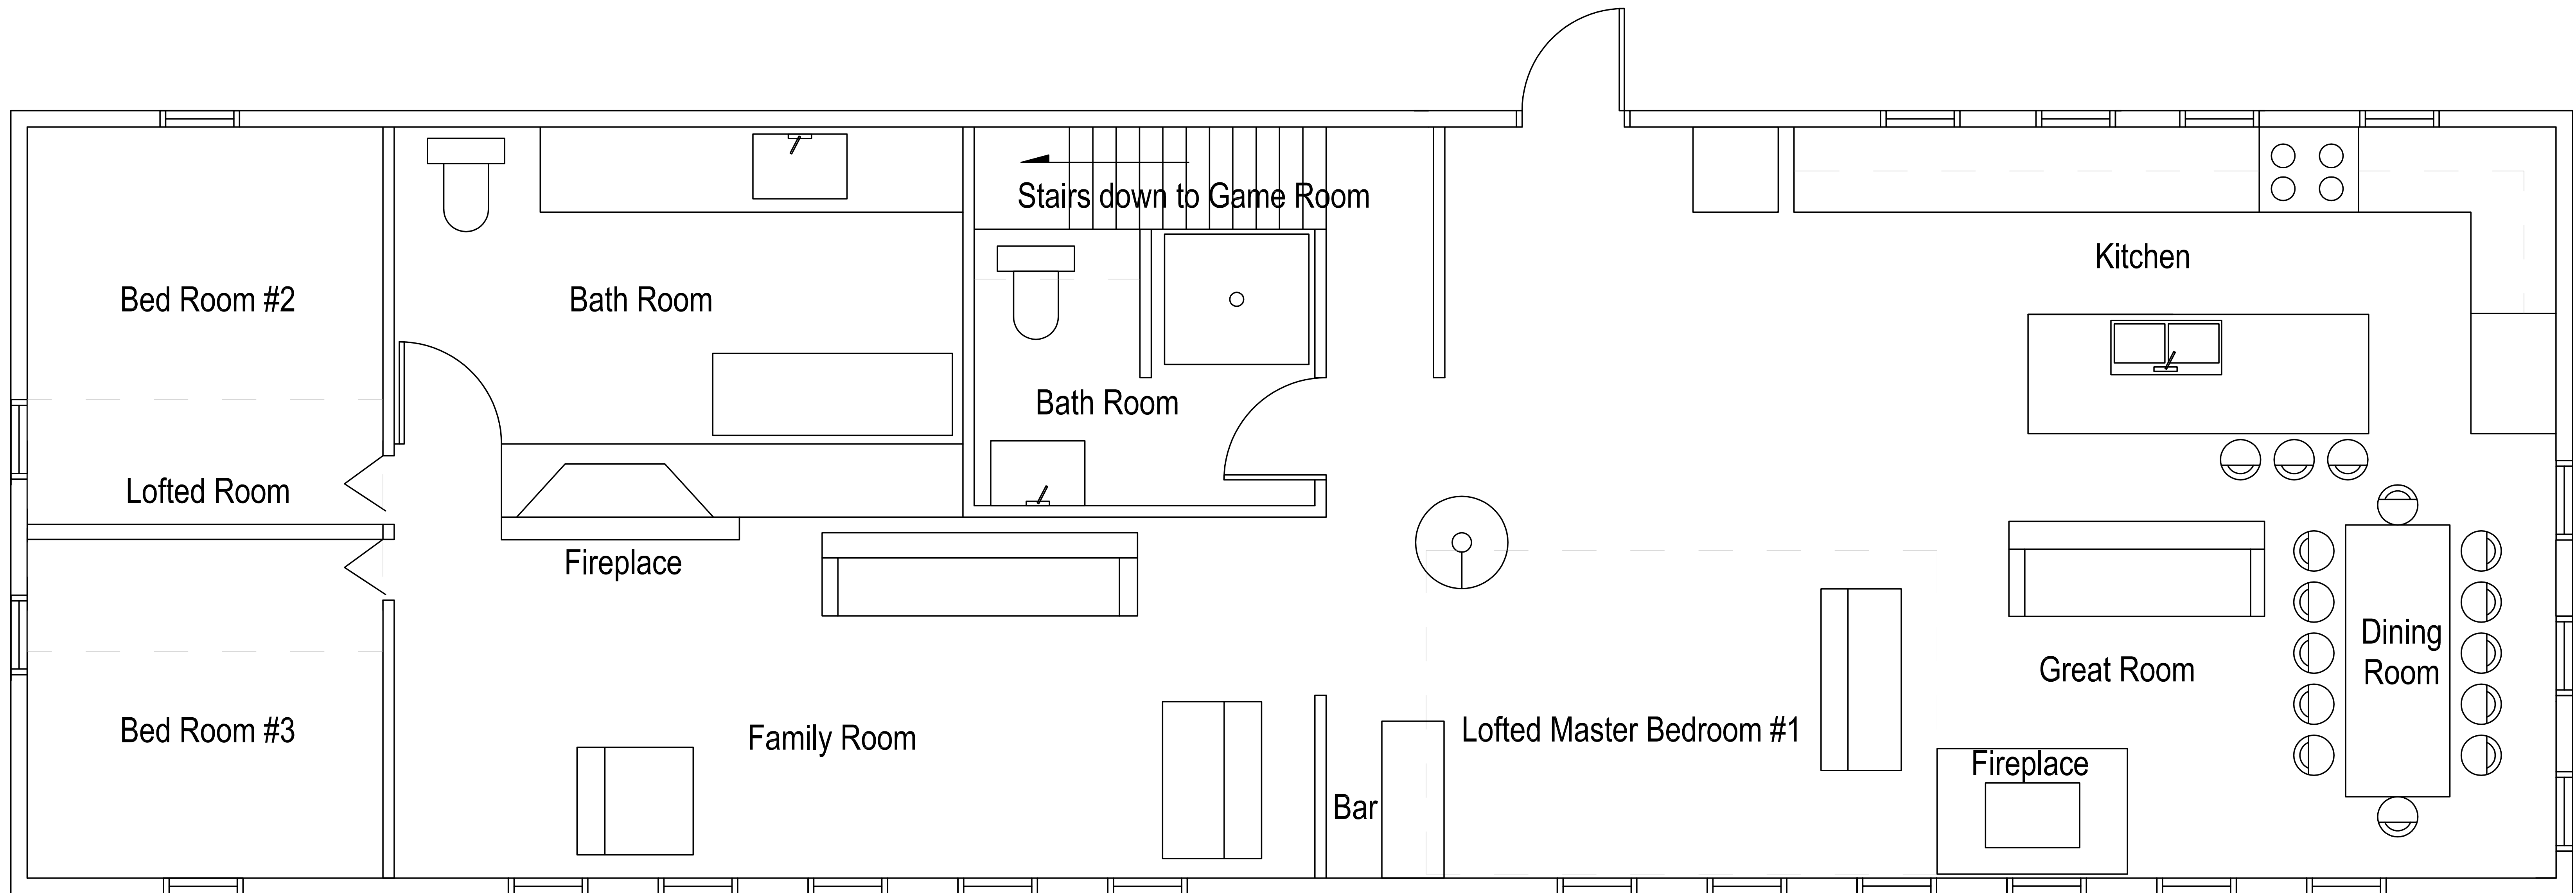 Stairs down to Game Room
Kitchen
Bed Room #2
Bath Room
Bath Room
Lofted Room
Fireplace
Dining
Room
Great Room
Bed Room #3
Family Room
Lofted Master Bedroom #1
Fireplace
Bar